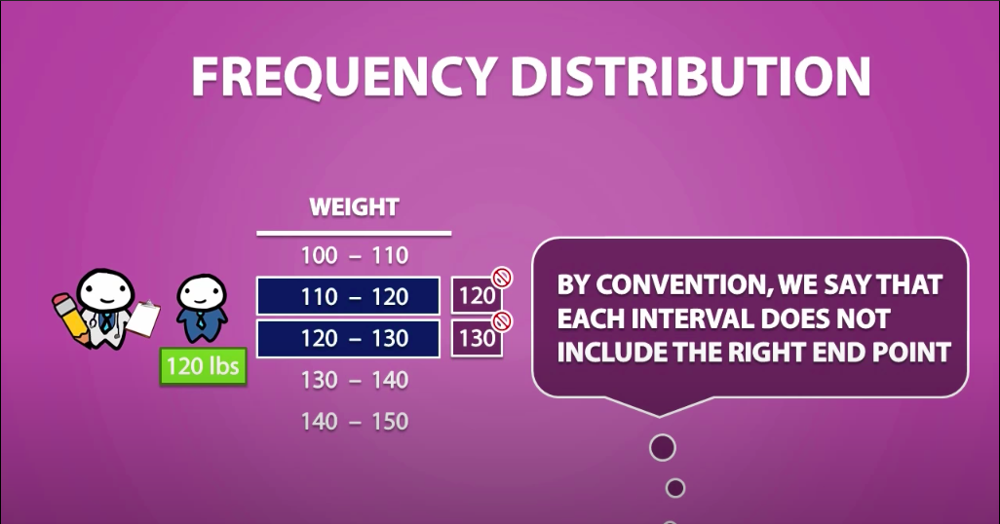 FREQUENCY DISTRIBUTION
WEIGHT
100 – 110
110 – 120 120
120 – 130 130
130 – 140
140 – 150
120 lbs
BY CONVENTION, WE SAY THAT
EACH INTERVAL DOES NOT
INCLUDE THE RIGHT END POINT